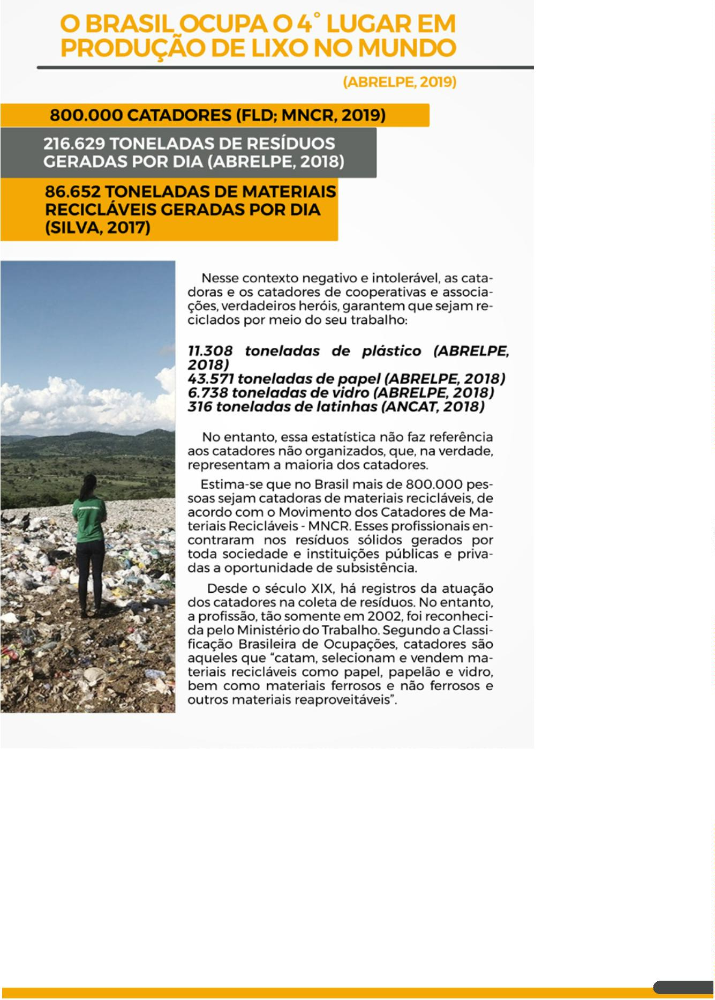 O BRASIL OCUPA O 4° LUGAR EM
PRODUÇÃO DE LIXO NO MUNDO
(ABRELPE, 2019)
800.000 CATADORES (FLD; MNCR, 2019)
216.629 TONELADAS DE RESÍDUOS
GERADAS POR DIA (ABRELPE, 2018)
86.652 TONELADAS DE MATERIAIS
RECICLÁVEIS GERADAS POR DIA
(SILVA, 2017)
Nesse contexto negativo e intolerável, as cata-
doras e os catadores de cooperativas e associa-
ções, verdadeiros heróis, garantem que sejam re-
ciclados por meio do seu trabalho:
11.308 toneladas de plástico (ABRELPE,
2018)
43.571 toneladas de papel (ABRELPE, 2018)
6.738 toneladas de vidro (ABRELPE, 2018)
316 toneladas de latinhas (ANCAT, 2018)
No entanto, essa estatística não faz referência
aos catadores não organizados, que, na verdade,
representam a maioria dos catadores.
Estima-se que no Brasil mais de 800.000 pes-
soas sejam catadoras de materiais recicláveis, de
acordo com o Movimento dos Catadores de Ma-
teriais Recicláveis - MNCR. Esses profissionais en-
contraram nos resíduos sólidos gerados por
toda sociedade e instituições públicas e priva-
das a oportunidade de subsistência.
Desde o século XIX, há registros da atuação
dos catadores na coleta de resíduos. No entanto,
a profissão, tão somente em 2002, foi reconheci-
da pelo Ministério do Trabalho. Segundo a Classi-
ficação Brasileira de Ocupações, catadores são
aqueles que “catam, selecionam e vendem ma-
teriais recicláveis como papel, papelão e vidro,
bem como materiais ferrosos e não ferrosos e
outros materiais reaproveitáveis”.